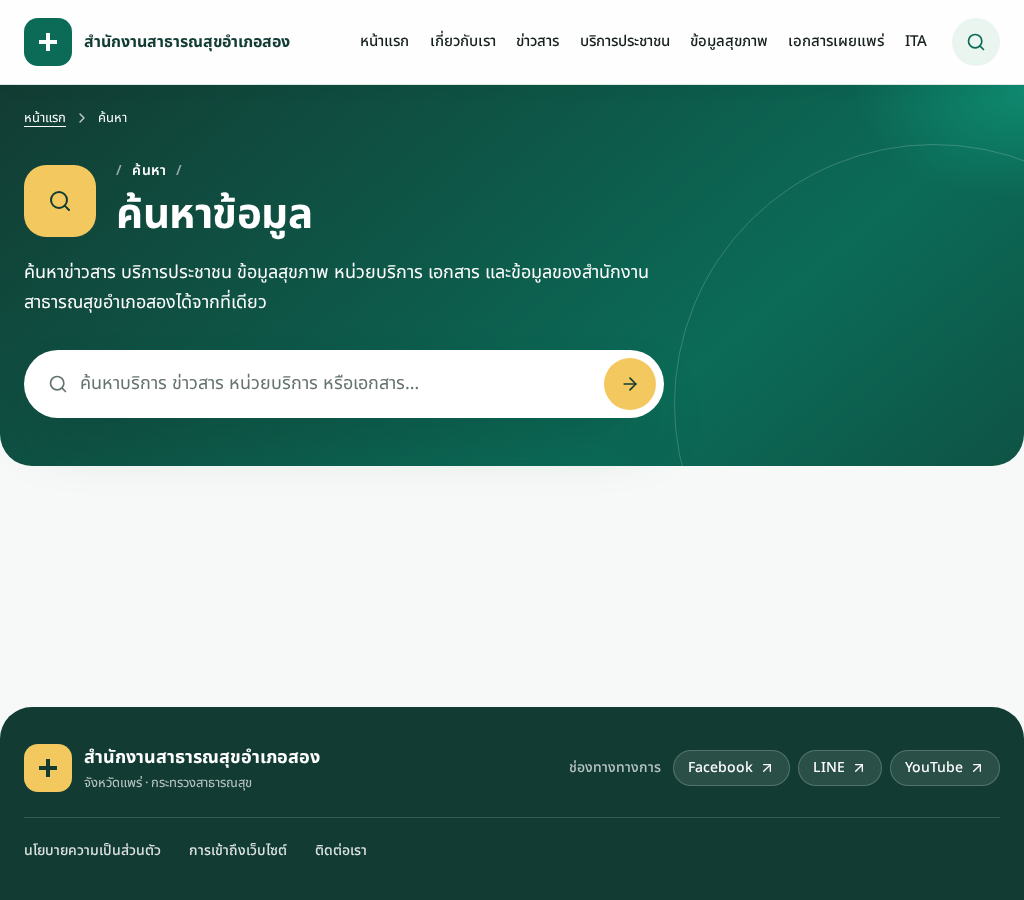 สำนักงานสาธารณสุขอำเภอสอง
หน้าแรก เกี่ยวกับเรา ข่าวสาร บริการประชาชน ข้อมูลสุขภาพ เอกสารเผยแพร่ ITA
หน้าแรก ค้นหา
/ ค้นหา /
ค้นหาข้อมูล
ค้นหาข่าวสาร บริการประชาชน ข้อมูลสุขภาพ หน่วยบริการ เอกสาร และข้อมูลของสำนักงาน
สาธารณสุขอำเภอสองได้จากที่เดียว
ค้นหาบริการ ข่าวสาร หน่วยบริการ หรือเอกสาร...
สำนักงานสาธารณสุขอำเภอสอง
จังหวัดแพร่ · กระทรวงสาธารณสุข
ช่องทางทางการ Facebook LINE YouTube
นโยบายความเป็นส่วนตัว การเข้าถึงเว็บไซต์ ติดต่อเรา